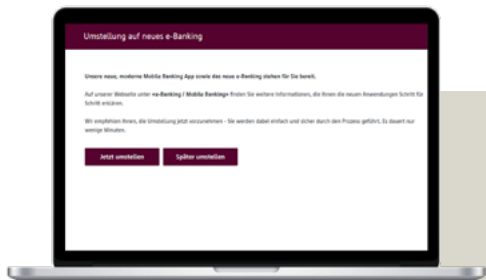 Umstellung auf neues e-Banking
Unsere neue, moderne Mobile Banking App sowie das neue e-Banking stehen für Sie bereit.
Auf unserer Webseite unter «e-Banking / Mobile Banking» finden Sie weitere Informationen, die Ihnen die neuen Anwendungen Schritt für
Schritt erklären.
Wir empfehlen Ihnen, die Umstellung jetzt vorzunehmen - Sie werden dabei einfach und sicher durch den Prozess geführt. Es dauert nur
wenige Minuten.
Jetzt umstellen Später umstellen